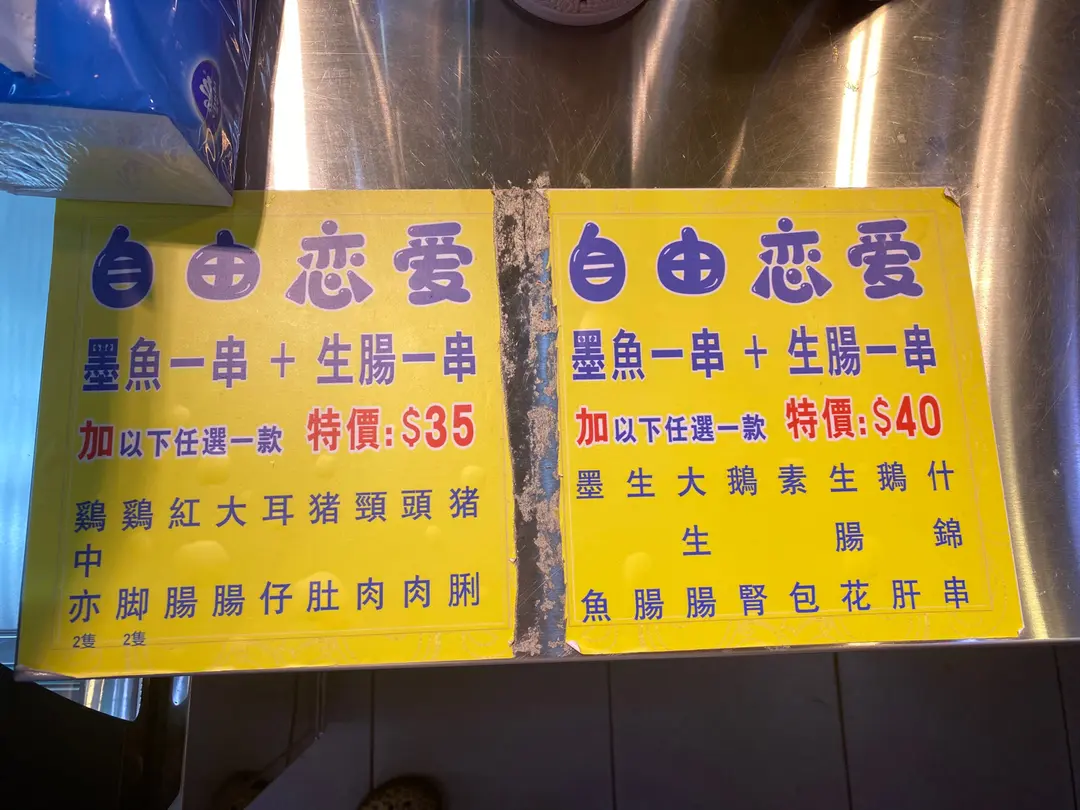 自由恋爱
墨魚一串 + 生腸一串
加以下任選一款 特價:$35
鷄中亦
2隻
鷄脚
2隻
紅腸
大腸
耳仔
猪肚
頸肉
頭肉
猪脷
自由恋爱
墨魚一串 + 生腸一串
加以下任選一款 特價:$40
墨魚
生腸
大生腸
鵝腎
素包
生腸花
鵝肝
什錦串